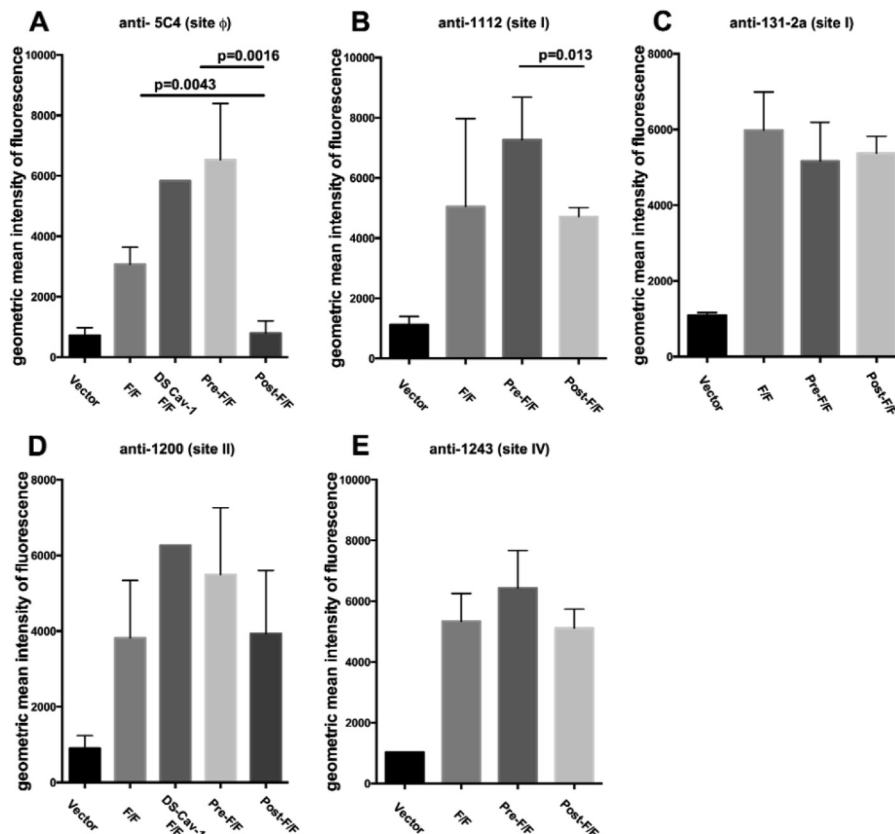 A
anti- 5C4 (site ϕ)
geometric mean intensity of fluorescence
10000
8000
6000
4000
2000
0
p=0.0016
p=0.0043
Vector
F/F
DS Cav-1
F/F
Pre-F/F
Post-F/F
B
anti-1112 (site I)
geometric mean intensity of fluorescence
10000
8000
6000
4000
2000
0
p=0.013
Vector
F/F
Pre-F/F
Post-F/F
C
anti-131-2a (site I)
geometric mean intensity of fluorescence
8000
6000
4000
2000
0
Vector
F/F
Pre-F/F
Post-F/F
D
anti-1200 (site II)
geometric mean intensity of fluorescence
8000
6000
4000
2000
0
Vector
F/F
DS-Cav-1
F/F
Pre-F/F
Post-F/F
E
anti-1243 (site IV)
geometric mean intensity of fluorescence
10000
8000
6000
4000
2000
0
Vector
F/F
Pre-F/F
Post-F/F